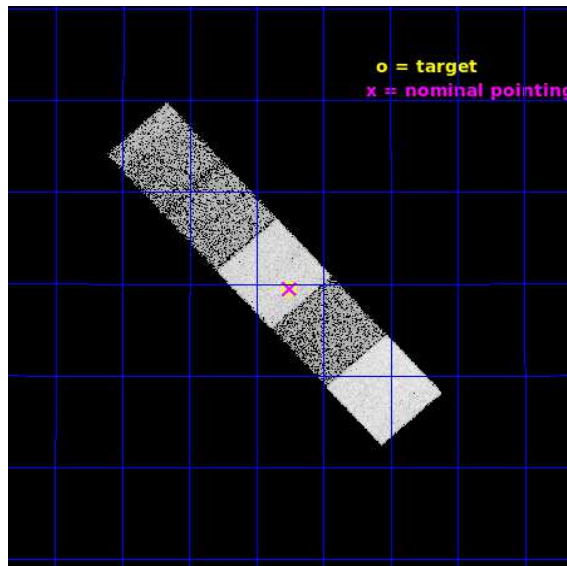 o = target
x = nominal pointing